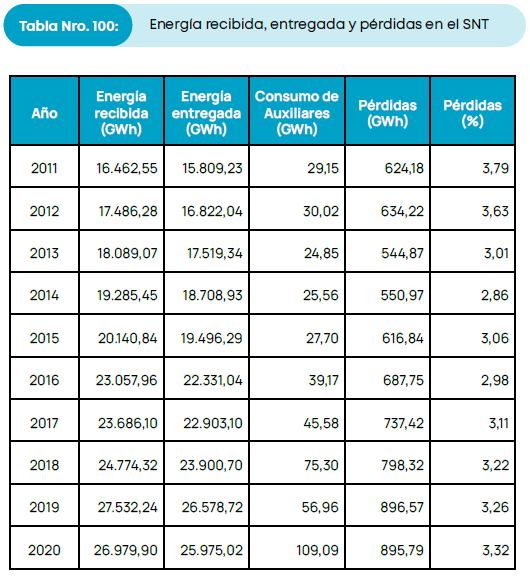 Tabla Nro. 100: Energía recibida, entregada y pérdidas en el SNT
Año Energía recibida (GWh) Energía entregada (GWh) Consumo de Auxiliares (GWh) Pérdidas (GWh) Pérdidas (%)
2011 16.462,55 15.809,23 29,15 624,18 3,79
2012 17.486,28 16.822,04 30,02 634,22 3,63
2013 18.089,07 17.519,34 24,85 544,87 3,01
2014 19.285,45 18.708,93 25,56 550,97 2,86
2015 20.140,84 19.496,29 27,70 616,84 3,06
2016 23.057,96 22.331,04 39,17 687,75 2,98
2017 23.686,10 22.903,10 45,58 737,42 3,11
2018 24.774,32 23.900,70 75,30 798,32 3,22
2019 27.532,24 26.578,72 56,96 896,57 3,26
2020 26.979,90 25.975,02 109,09 895,79 3,32